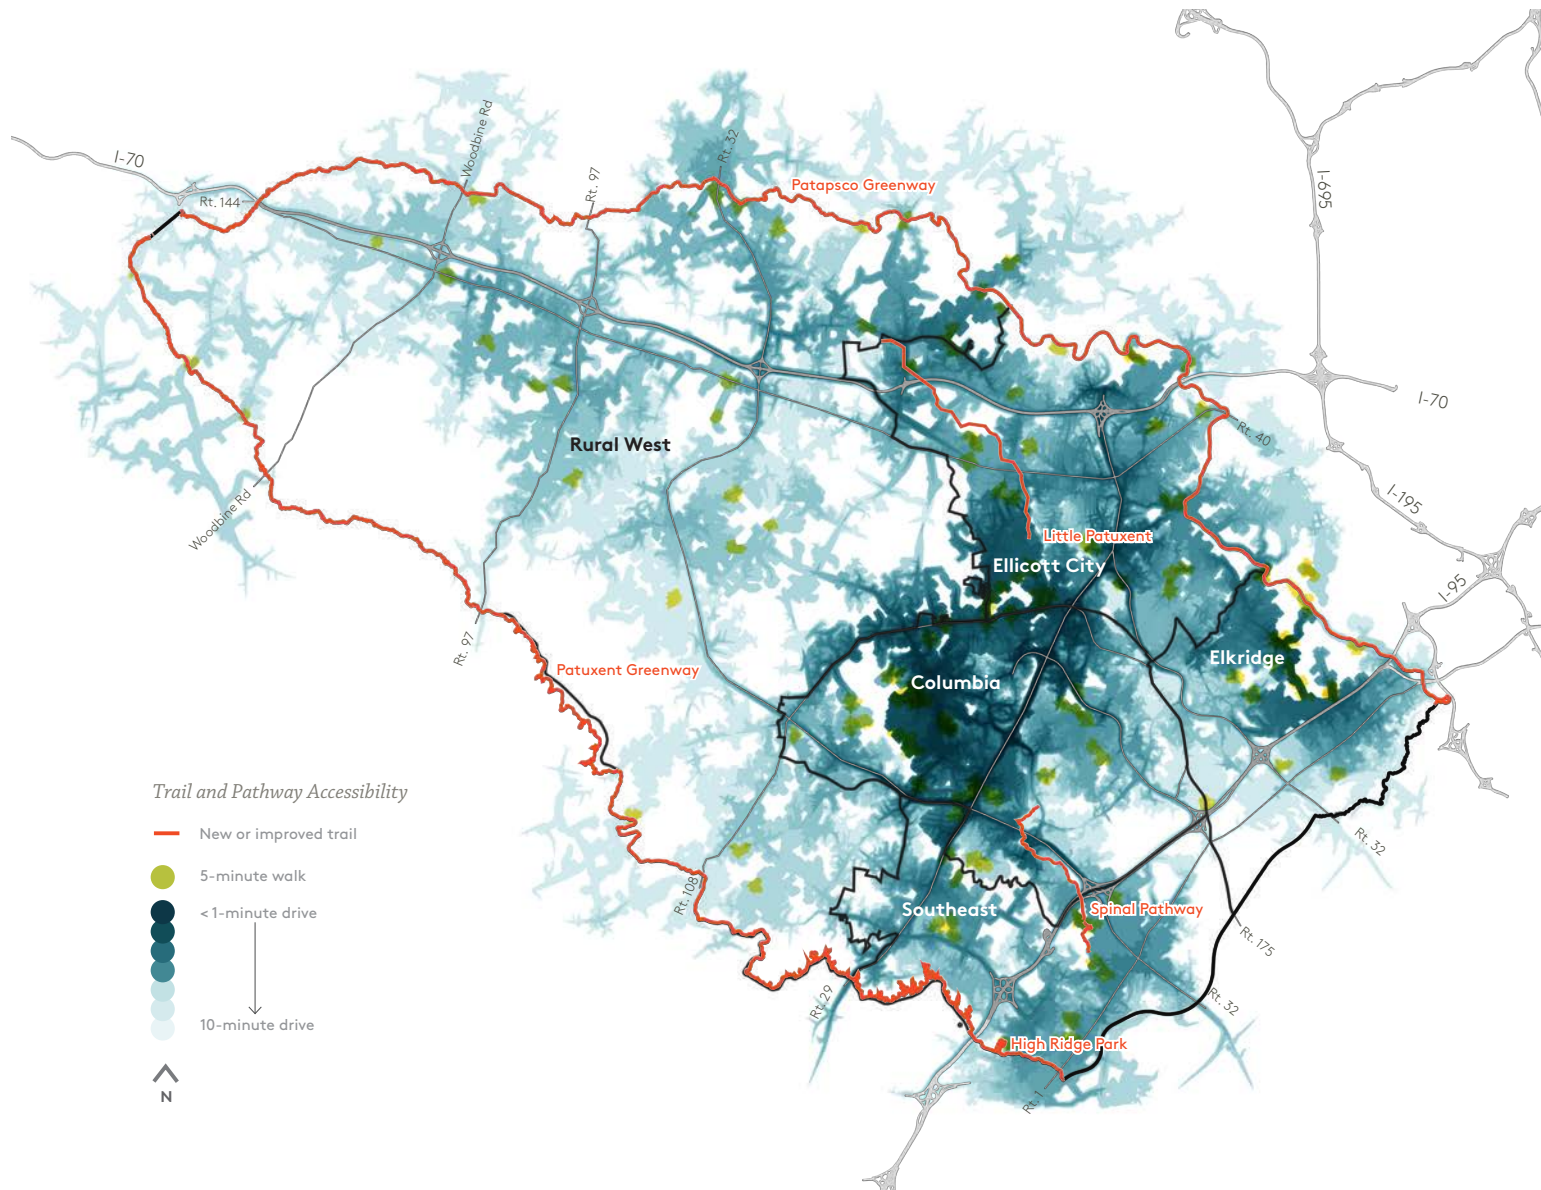 I-70
Rt. 144
Woodbine Rd
Rt. 97
Rt. 32
Patapsco Greenway
I-695
I-70
Rt. 40
I-195
I-95
Rural West
Woodbine Rd
Little Patuxent
Ellicott City
Rt. 97
Patuxent Greenway
Columbia
Elkridge
Trail and Pathway Accessibility
New or improved trail
5-minute walk
< 1-minute drive
10-minute drive
N
Rt. 108
Southeast
Spinal Pathway
Rt. 32
Rt. 175
Rt. 29
Rt. 32
High Ridge Park
Rt. 1